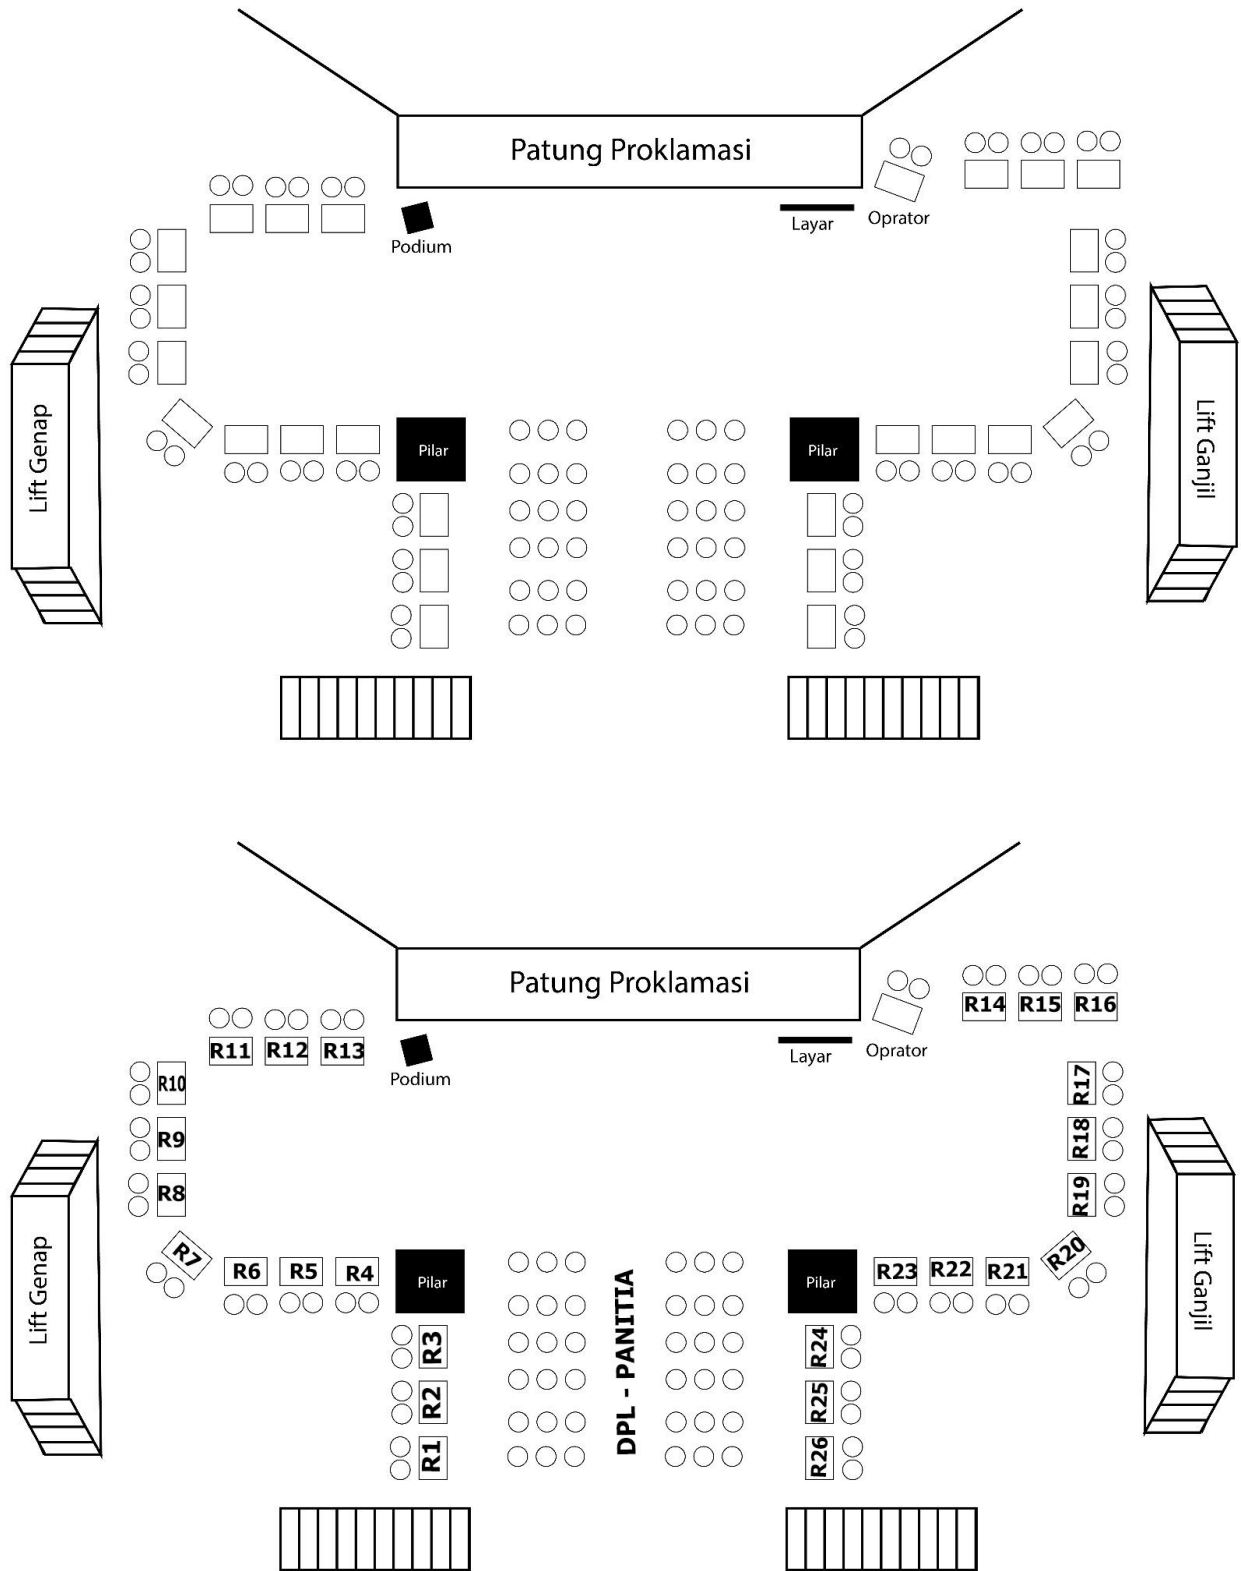 Patung Proklamasi
Podium
Layar
Oprator
Lift Genap
Pilar
Pilar
Lift Ganjil
Patung Proklamasi
R14 R15 R16
R11 R12 R13
Podium
Layar
Oprator
R10
R17
R9
R18
R8
R19
Lift Genap
R7
R6 R5 R4
Pilar
DPL - PANITIA
Pilar
R23 R22 R21
R20
Lift Ganjil
R3
R24
R2
R25
R1
R26